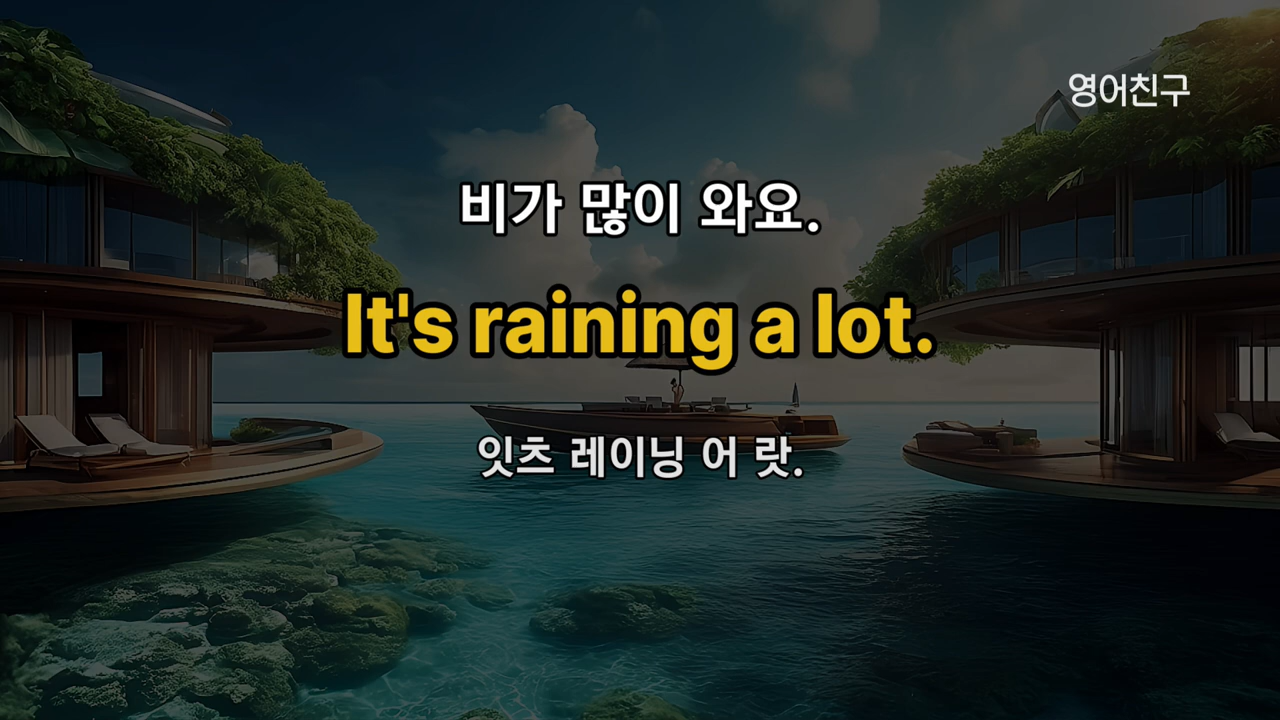 영어친구
비가 많이 와요.
It's raining a lot.
잇츠 레이닝 어 랏.